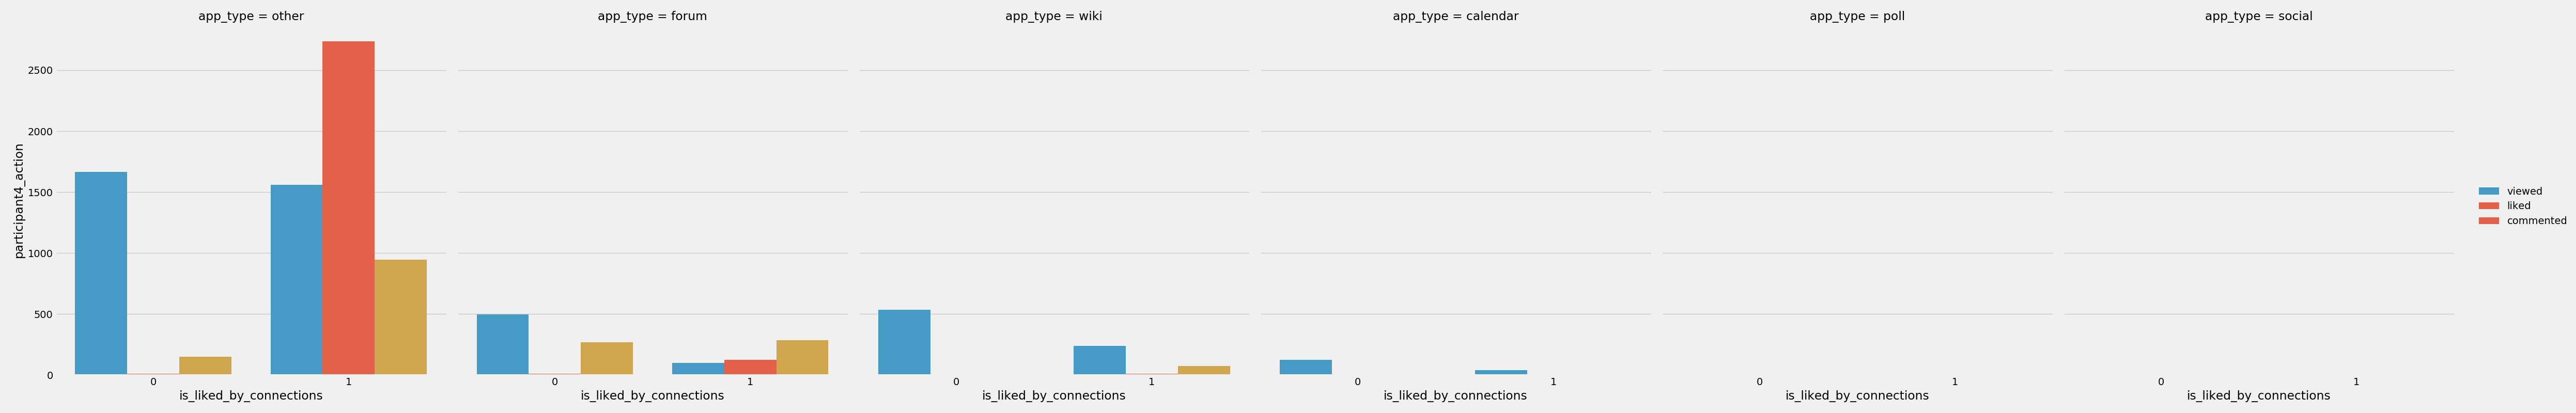 app_type = other
app_type = forum
app_type = wiki
app_type = calendar
app_type = poll
app_type = social
participant4_action
2500
2000
1500
1000
500
0
0 1
0 1
0 1
0 1
0 1
0 1
is_liked_by_connections
is_liked_by_connections
is_liked_by_connections
is_liked_by_connections
is_liked_by_connections
is_liked_by_connections
viewed
liked
commented